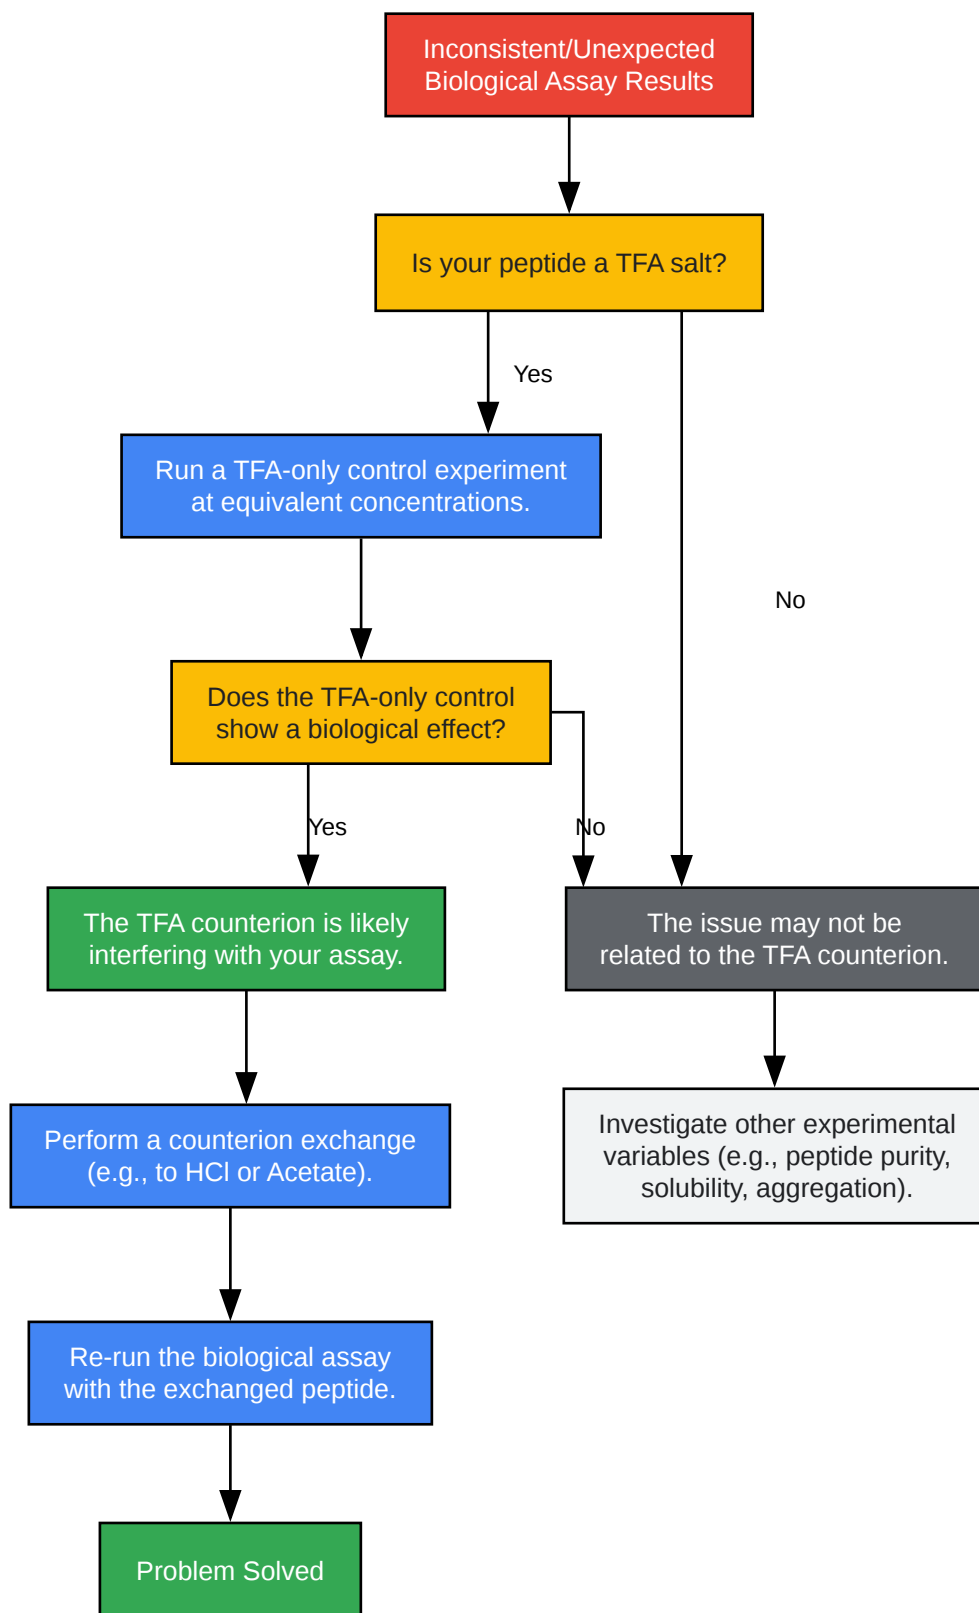 Inconsistent/Unexpected
Biological Assay Results
Is your peptide a TFA salt?
Yes
Run a TFA-only control experiment
at equivalent concentrations.
No
Does the TFA-only control
show a biological effect?
Yes
No
The TFA counterion is likely
interfering with your assay.
The issue may not be
related to the TFA counterion.
Perform a counterion exchange
(e.g., to HCl or Acetate).
Investigate other experimental
variables (e.g., peptide purity,
solubility, aggregation).
Re-run the biological assay
with the exchanged peptide.
Problem Solved